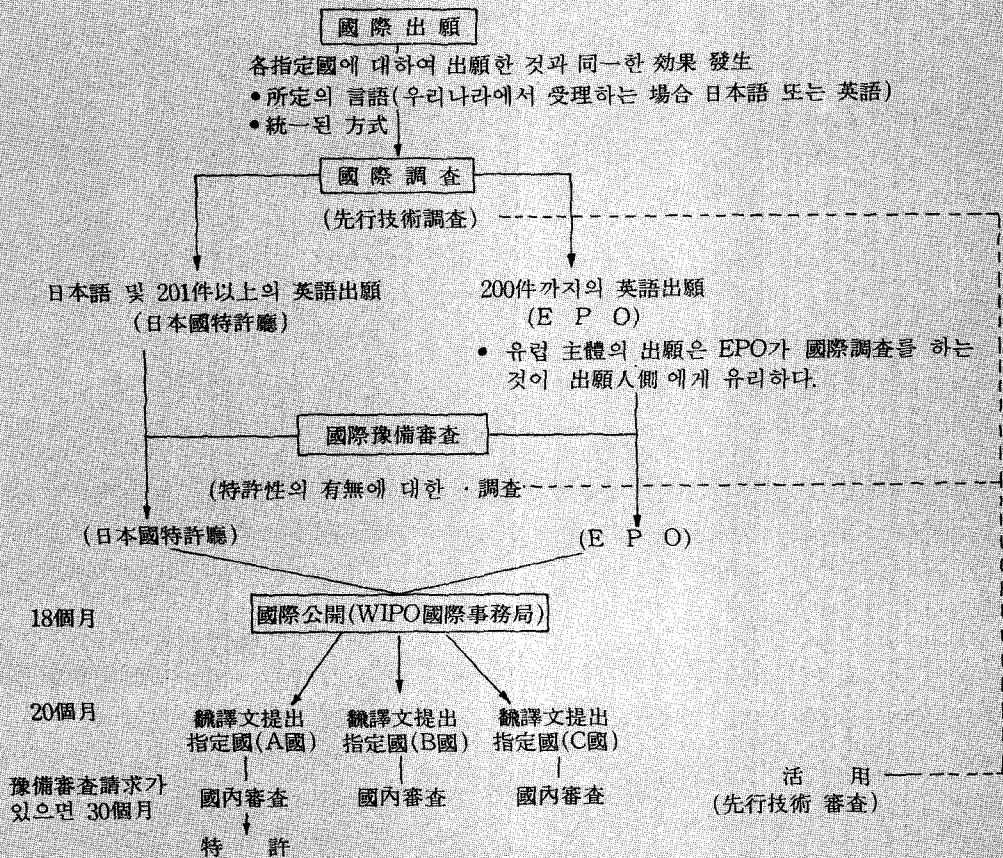 國際出願
各指定國에 대하여 出願한 것과 同一한 効果 發生
• 所定의 言語(우리나라에서 受理하는 場合 日本語 또는 英語)
• 統一된 方式
國際調査
(先行技術調査)
日本語 및 201件以上의 英語出願
(日本國特許廳)
200件까지의 英語出願
(E P O)
• 유럽 主體의 出願은 EPO가 國際調査를 하는
것이 出願人側에게 유리하다.
國際豫備審査
(特許性의 有無에 대한 · 調査
(日本國特許廳)
(E P O)
18個月
國際公開(WIPO國際事務局)
20個月
飜譯文提出
指定國(A國)
飜譯文提出
指定國(B國)
飜譯文提出
指定國(C國)
豫備審査請求가
있으면 30個月
國內審査
國內審査
國內審査
活 用
(先行技術 審査)
特 許